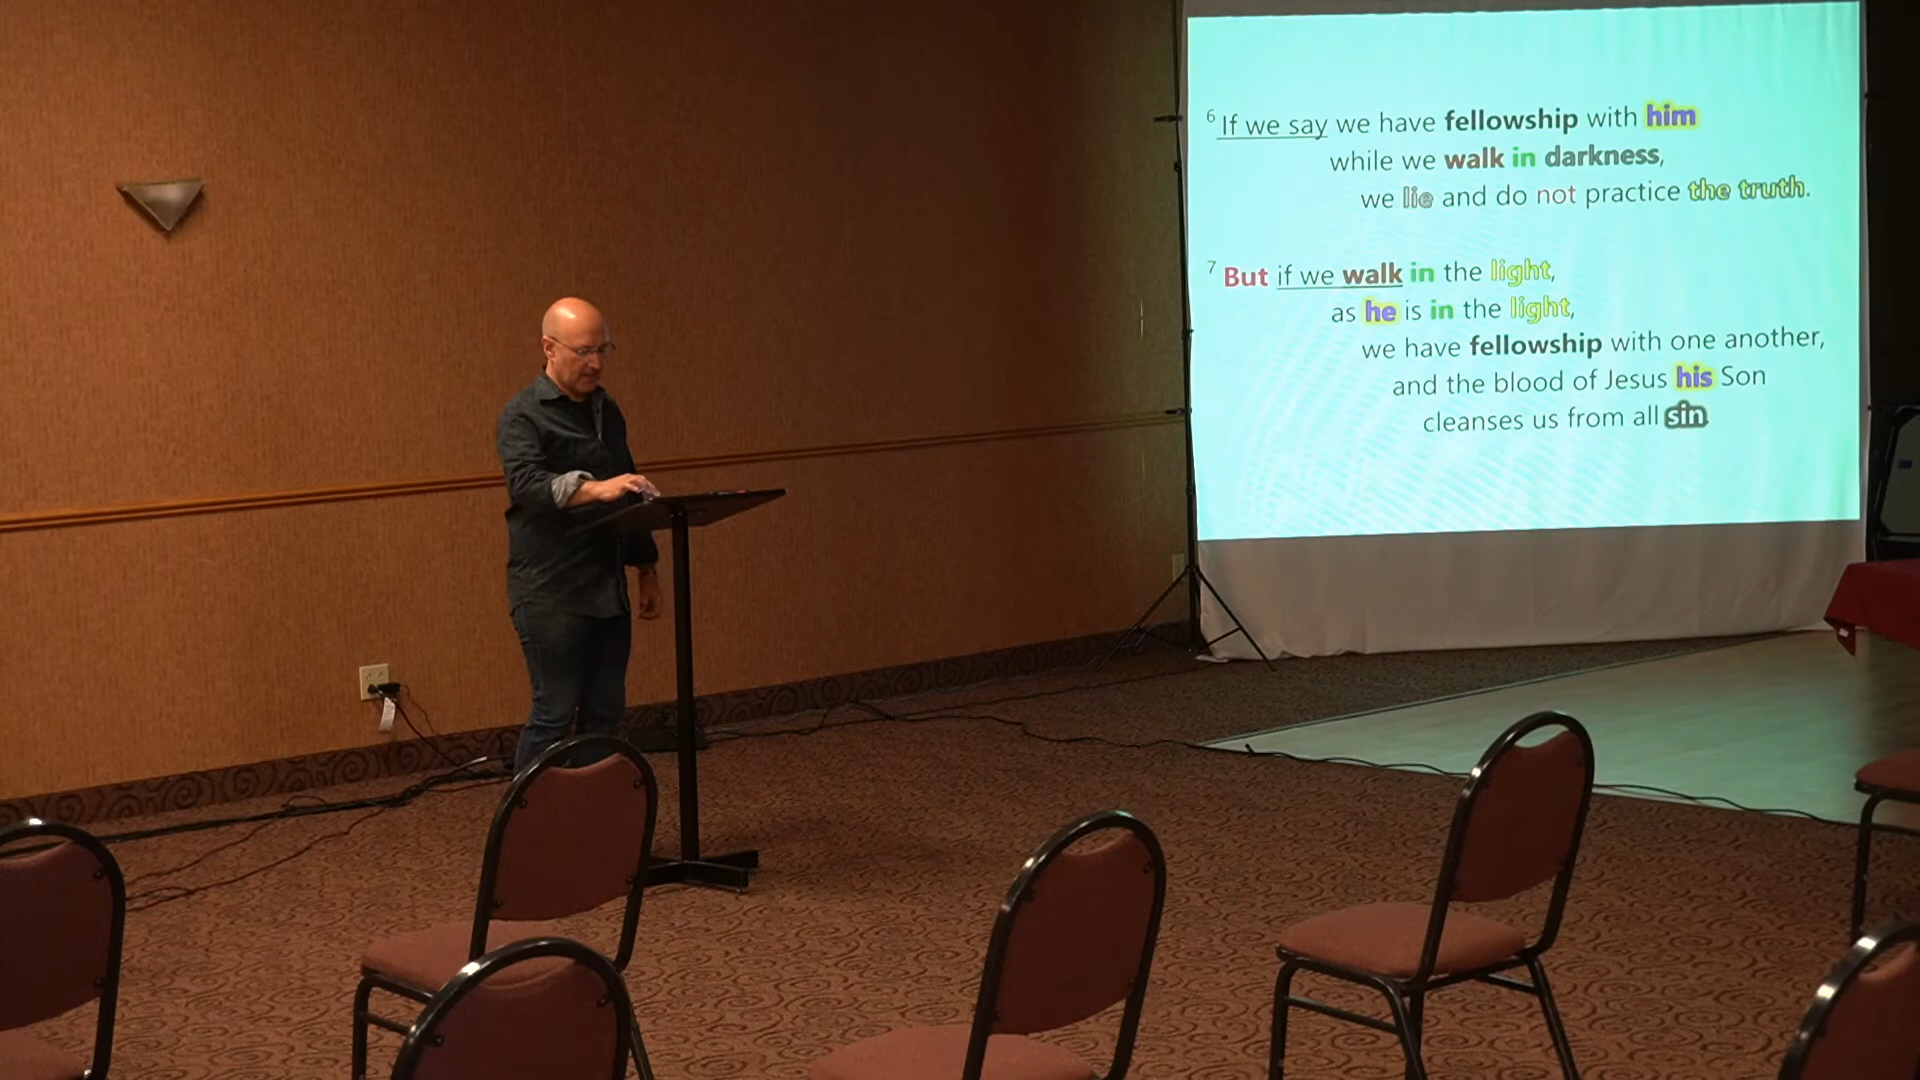 6 If we say we have fellowship with him
while we walk in darkness,
we lie and do not practice the truth.
7 But if we walk in the light,
as he is in the light,
we have fellowship with one another,
and the blood of Jesus his Son
cleanses us from all sin